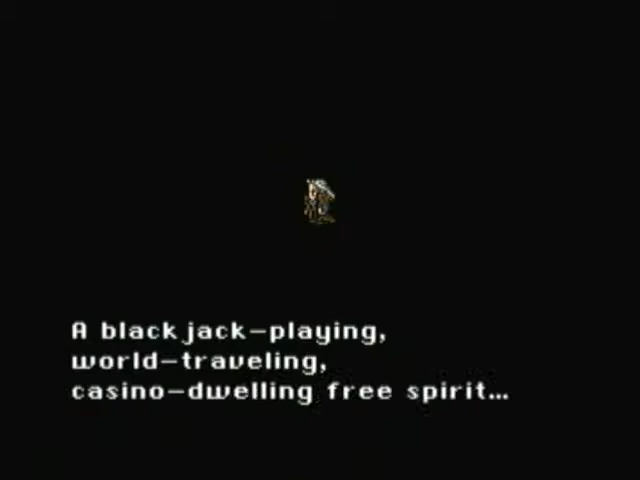 A blackjack-playing,
world-traveling,
casino-dwelling free spirit…